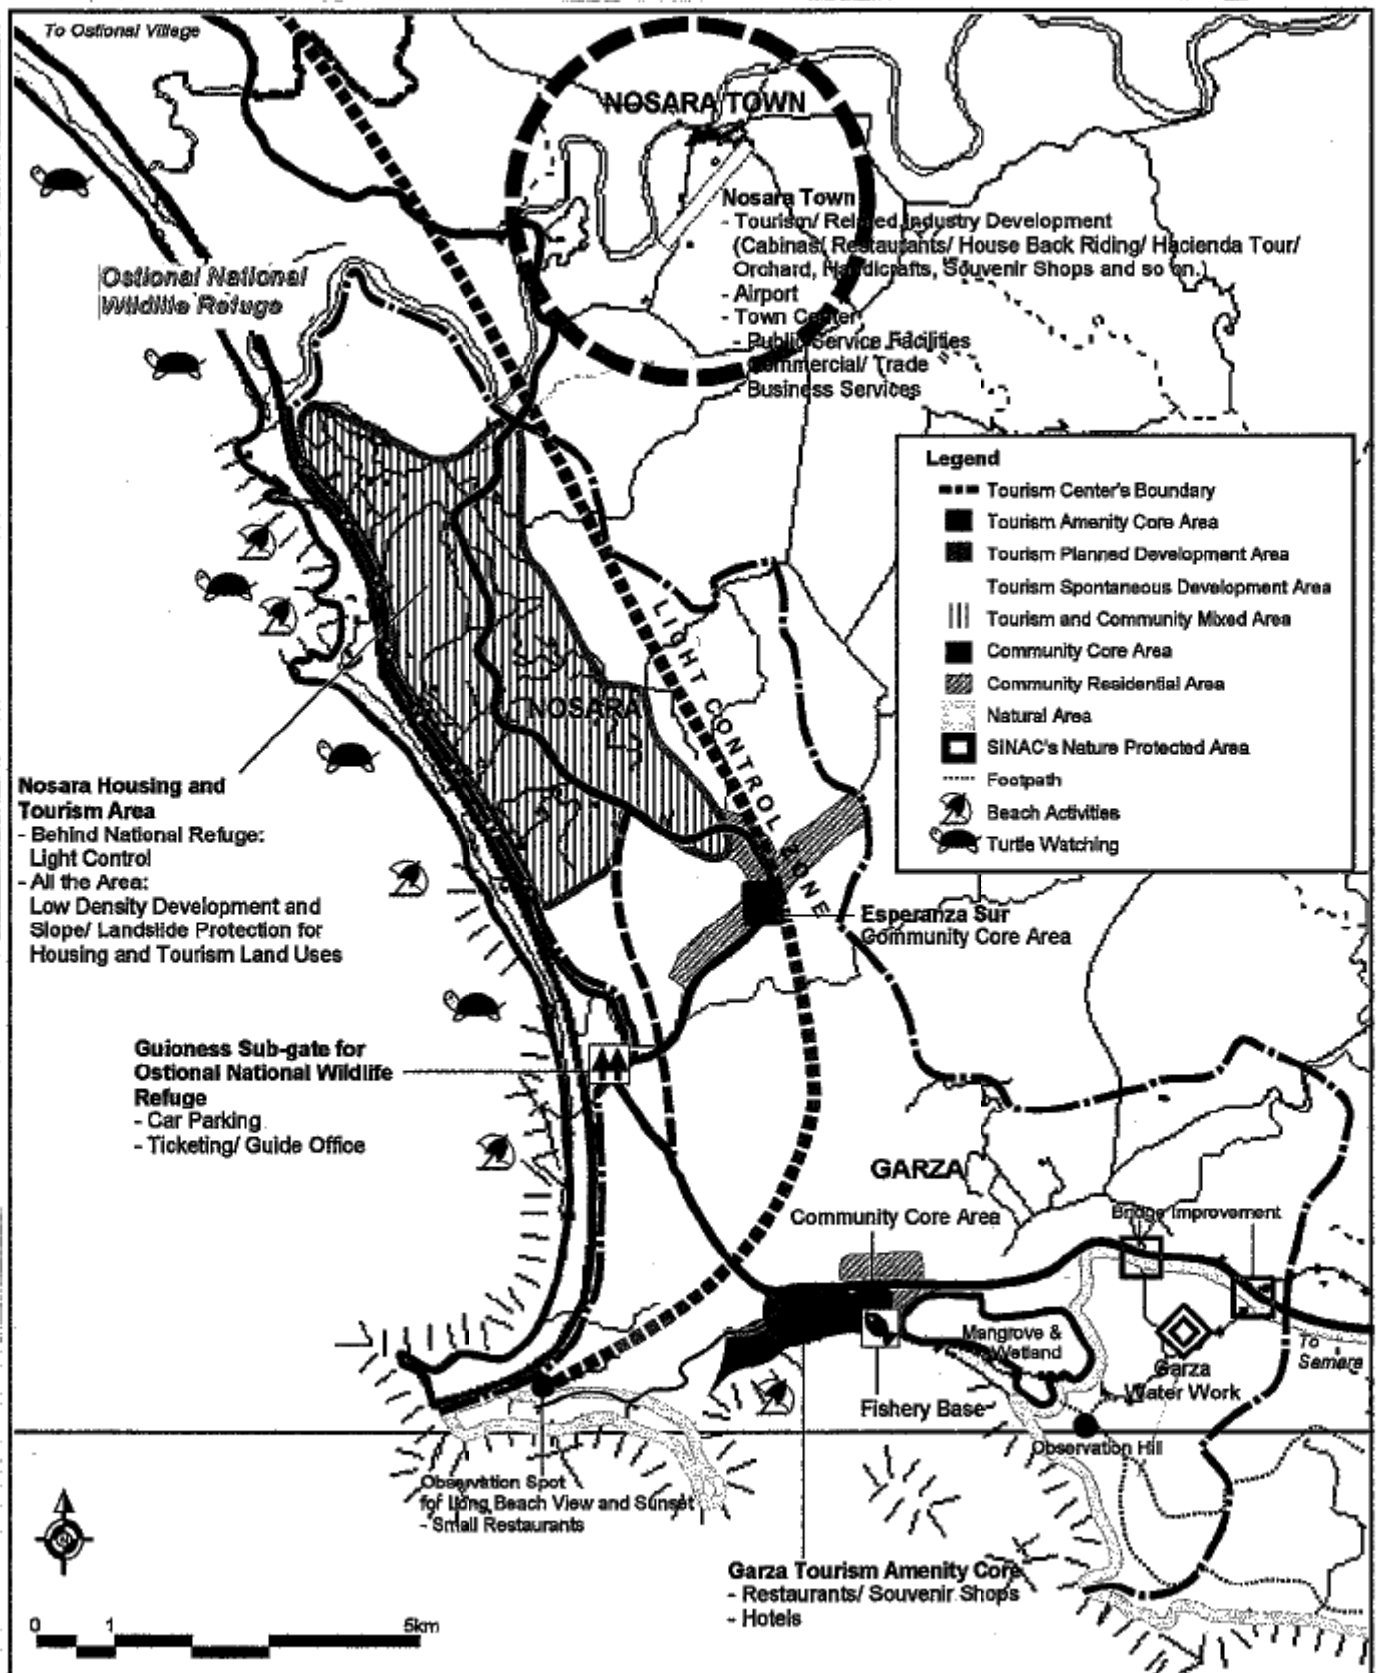 To Ostional Village
NOSARA TOWN
Nosara Town
- Tourism/ Related Industry Development
(Cabinas/ Restaurants/ House Back Riding/ Hacienda Tour/
Orchard, Handicrafts, Souvenir Shops and so on.)
- Airport
- Town Center
- Public Service Facilities
- Commercial/ Trade
- Business Services
Ostional National
Wildlife Refuge
Legend
Tourism Center's Boundary
Tourism Amenity Core Area
Tourism Planned Development Area
Tourism Spontaneous Development Area
Tourism and Community Mixed Area
Community Core Area
Community Residential Area
Natural Area
SINAC's Nature Protected Area
Footpath
Beach Activities
Turtle Watching
LIGHT CONTROL ZONE
NOSARA
Nosara Housing and
Tourism Area
- Behind National Refuge:
Light Control
- All the Area:
Low Density Development and
Slope/ Landslide Protection for
Housing and Tourism Land Uses
Esperanza Sur
Community Core Area
Guioness Sub-gate for
Ostional National Wildlife
Refuge
- Car Parking
- Ticketing/ Guide Office
GARZA
Community Core Area
Bridge Improvement
Mangrove &
Wetland
To
Samara
Garza
Water Work
Fishery Base
Observation Hill
Observation Spot
for Long Beach View and Sunset
- Small Restaurants
Garza Tourism Amenity Core
- Restaurants/ Souvenir Shops
- Hotels
0 1 5km